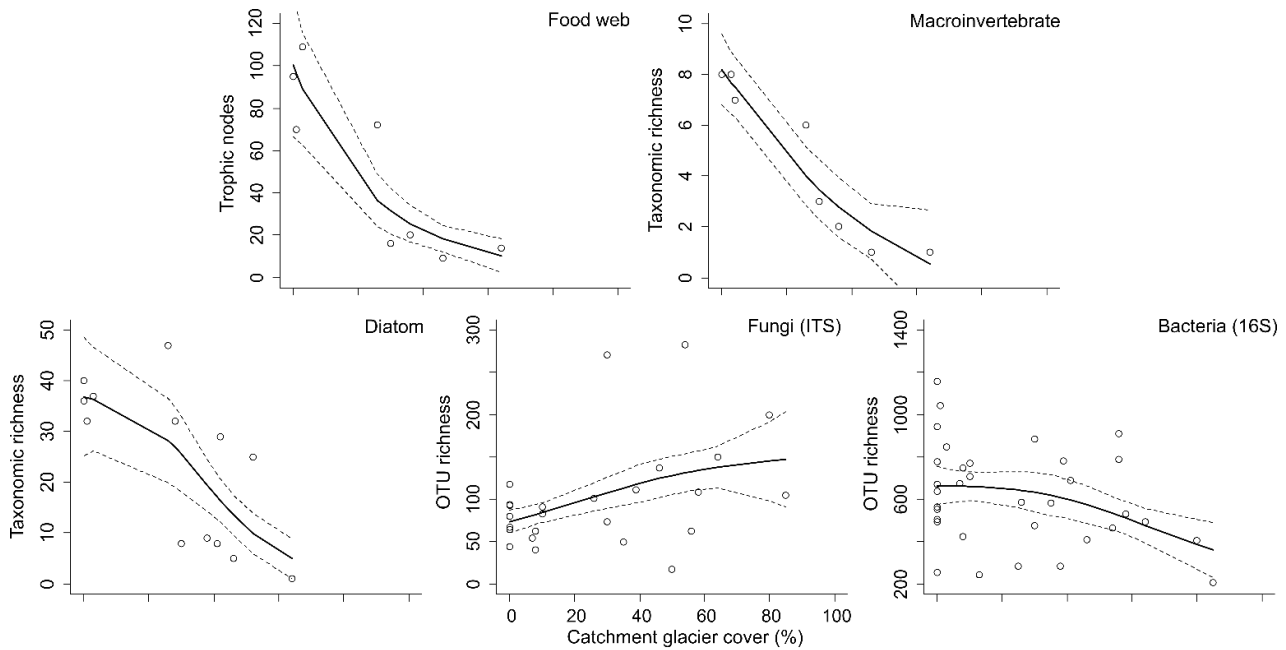 Food web
Trophic nodes
0 20 40 60 80 100 120
Macroinvertebrate
Taxonomic richness
0 2 4 6 8 10
Diatom
Taxonomic richness
0 10 20 30 40 50
Fungi (ITS)
OTU richness
0 50 100 200 300
0 20 40 60 80 100
Catchment glacier cover (%)
Bacteria (16S)
OTU richness
200 600 1000 1400